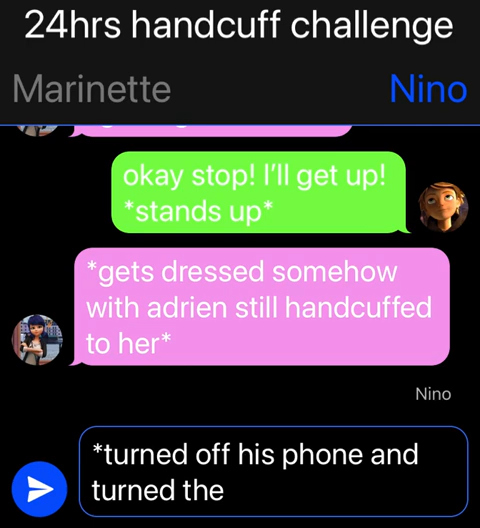 24hrs handcuff challenge
Marinette
Nino
okay stop! I'll get up!
*stands up*
*gets dressed somehow
with adrien still handcuffed
to her*
Nino
*turned off his phone and
turned the